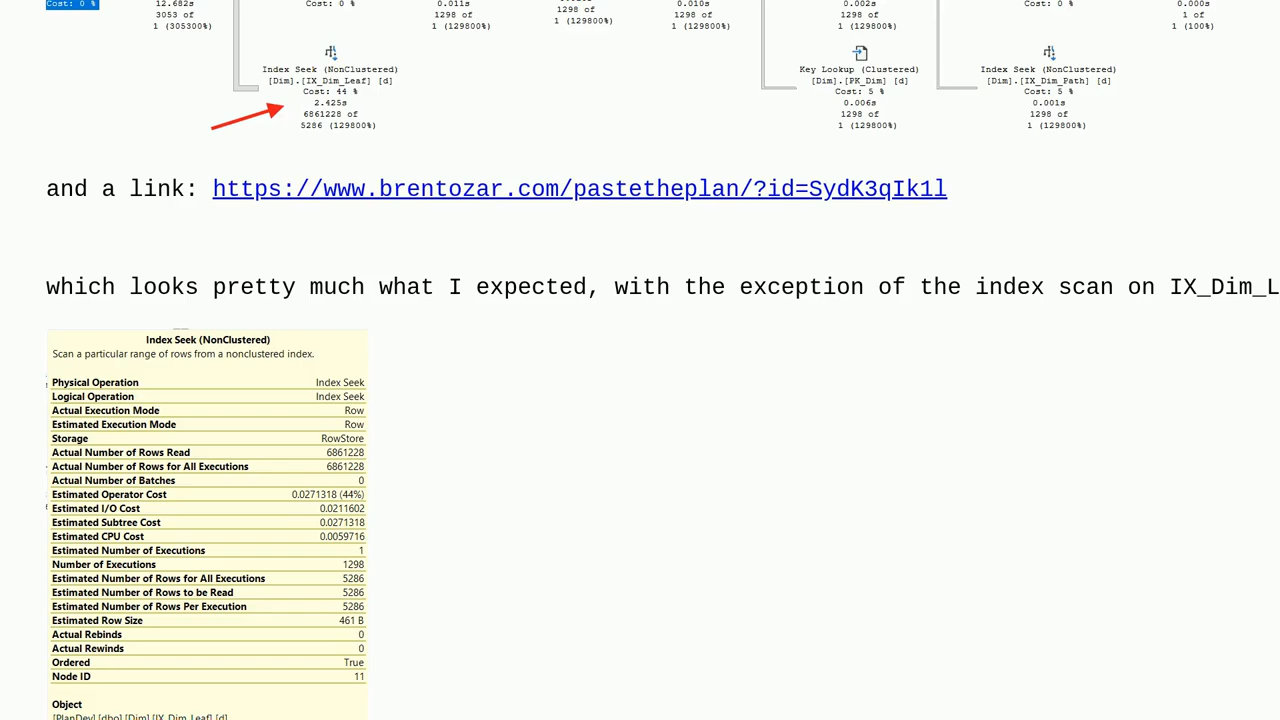 Cost: 0 %
12.682s
3053 of
1 (305300%)
Cost: 0 %
0.011s
1298 of
1 (129800%)
1298 of
1 (129800%)
0.010s
1298 of
1 (129800%)
0.002s
1298 of
1 (129800%)
Cost: 0 %
0.000s
1 of
1 (100%)
Index Seek (NonClustered)
[Dim].[IX_Dim_Leaf] [d]
Cost: 44 %
2.425s
6861228 of
5286 (129800%)
Key Lookup (Clustered)
[Dim].[PK_Dim] [d]
Cost: 5 %
0.006s
1298 of
1 (129800%)
Index Seek (NonClustered)
[Dim].[IX_Dim_Path] [d]
Cost: 5 %
0.001s
1298 of
1 (129800%)
and a link: https://www.brentozar.com/pastetheplan/?id=SydK3qIk1l
which looks pretty much what I expected, with the exception of the index scan on IX_Dim_L
Index Seek (NonClustered)
Scan a particular range of rows from a nonclustered index.
Physical Operation Index Seek
Logical Operation Index Seek
Actual Execution Mode Row
Estimated Execution Mode Row
Storage RowStore
Actual Number of Rows Read 6861228
Actual Number of Rows for All Executions 6861228
Actual Number of Batches 0
Estimated Operator Cost 0.0271318 (44%)
Estimated I/O Cost 0.0211602
Estimated Subtree Cost 0.0271318
Estimated CPU Cost 0.0059716
Estimated Number of Executions 1
Number of Executions 1298
Estimated Number of Rows for All Executions 5286
Estimated Number of Rows to be Read 5286
Estimated Number of Rows Per Execution 5286
Estimated Row Size 461 B
Actual Rebinds 0
Actual Rewinds 0
Ordered True
Node ID 11
Object
[PlanDev].[dbo].[Dim].[IX_Dim_Leaf] [d]